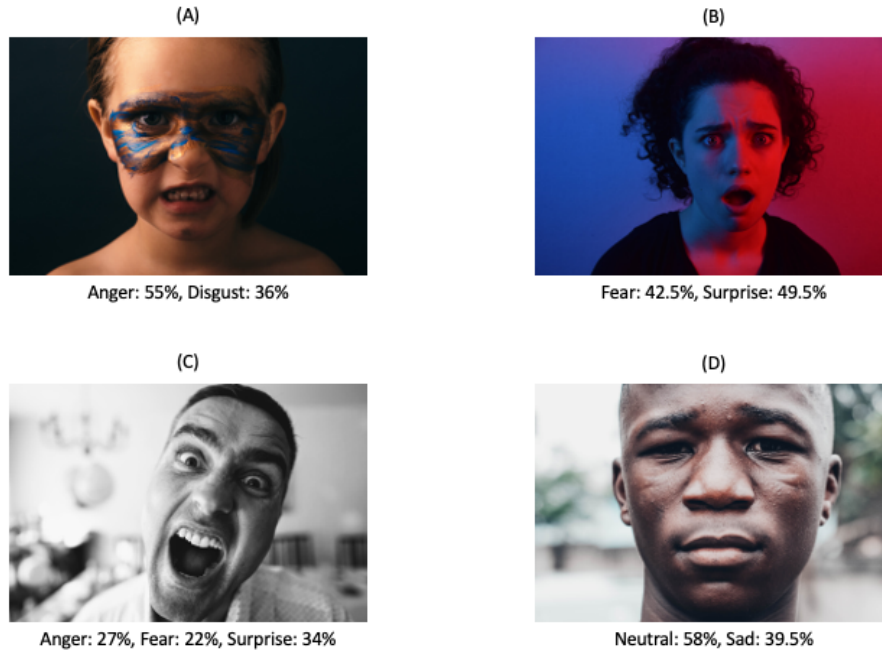 (A)
(B)
Anger: 55%, Disgust: 36%
Fear: 42.5%, Surprise: 49.5%
(C)
(D)
Anger: 27%, Fear: 22%, Surprise: 34%
Neutral: 58%, Sad: 39.5%